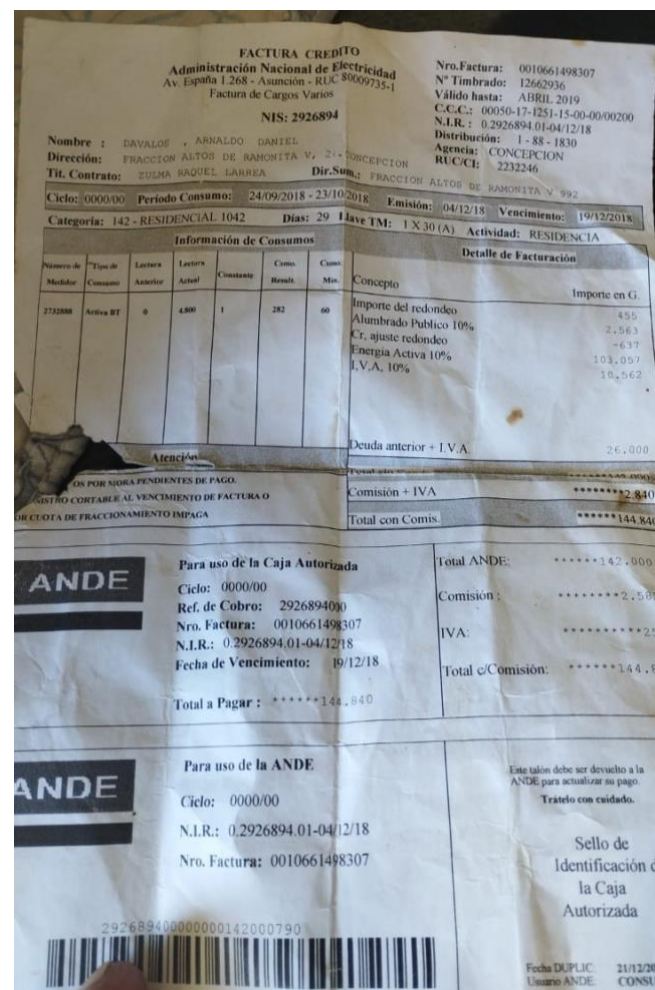 FACTURA CREDITO
Administración Nacional de Electricidad
Av. España 1.268 - Asunción - RUC 80009735-1
Factura de Cargos Varios
NIS: 2926894
Nro.Factura: 0010661498307
Nº Timbrado: 12662936
Válido hasta: ABRIL 2019
C.C.C.: 00050-17-1251-15-00-00/00200
N.I.R.: 0.2926894.01-04/12/18
Distribución: 1 - 88 - 1830
Agencia: CONCEPCION
RUC/CI: 2232246
Nombre : DAVALOS , ARNALDO DANIEL
Dirección: FRACCION ALTOS DE RAMONITA V, CONCEPCION
Tit. Contrato: ZULMA RAQUEL LARREA Dir.Sum.: FRACCION ALTOS DE RAMONITA V 992
Ciclo: 0000/00 Periodo Consumo: 24/09/2018 - 23/10/2018 Emisión: 04/12/18 Vencimiento: 19/12/2018
Categoría: 142 - RESIDENCIAL 1042 Días: 29 Llave TM: 1 X 30 (A) Actividad: RESIDENCIA
Información de Consumos
Número de Medidor Tipo de Consumo Lectura Anterior Lectura Actual Constante Csmo. Result. Csmo. Min.
2732888 Activa BT 0 4.800 1 282 60
Detalle de Facturación
Concepto Importe en G.
Importe del redondeo 455
Alumbrado Publico 10% 2.563
Cr, ajuste redondeo -637
Energia Activa 10% 103.057
I.V.A. 10% 10.562
Deuda anterior + I.V.A. 26.000
Atención
OS POR MORA PENDIENTES DE PAGO.
NISTRO CORTABLE AL VENCIMIENTO DE FACTURA O
OR CUOTA DE FRACCIONAMIENTO IMPAGA
Comisión + IVA *******2.840
Total con Comis. ******144.840
ANDE
Para uso de la Caja Autorizada
Ciclo: 0000/00
Ref. de Cobro: 2926894000
Nro. Factura: 0010661498307
N.I.R.: 0.2926894.01-04/12/18
Fecha de Vencimiento: 19/12/18
Total a Pagar : ******144.840
Total ANDE: ******142.000
Comisión :
IVA:
Total c/Comisión:
ANDE
Para uso de la ANDE
Ciclo: 0000/00
N.I.R.: 0.2926894.01-04/12/18
Nro. Factura: 0010661498307
29268940000000142000790
Este talón debe ser devuelto a la
ANDE para actualizar su pago.
Trátelo con cuidado.
Sello de
Identificación d
la Caja
Autorizada
Fecha DUPLIC: 21/12/20
Usuario ANDE: CONSU